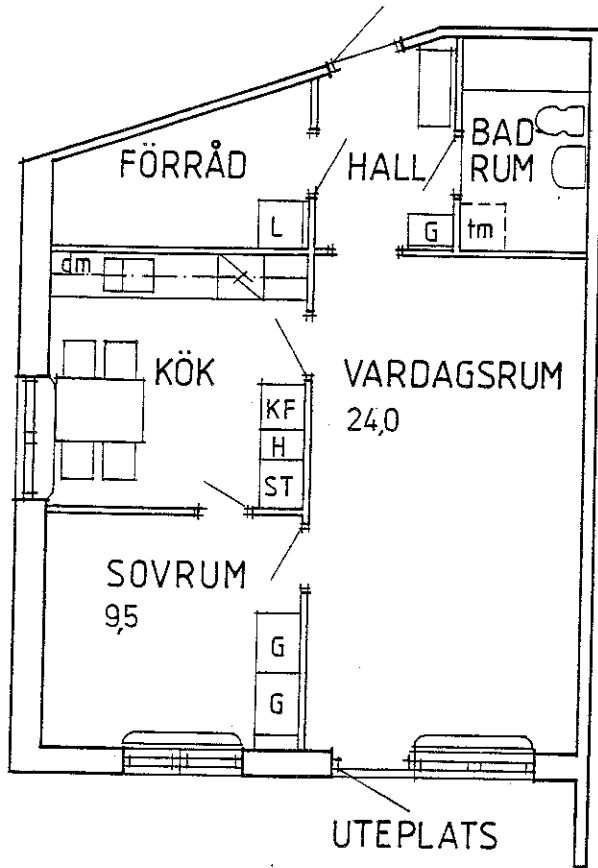 FÖRRÅD
HALL
BAD
RUM
L
G
tm
dm
KÖK
VARDAGSRUM
24,0
KF
H
ST
SOVRUM
9,5
G
G
UTEPLATS